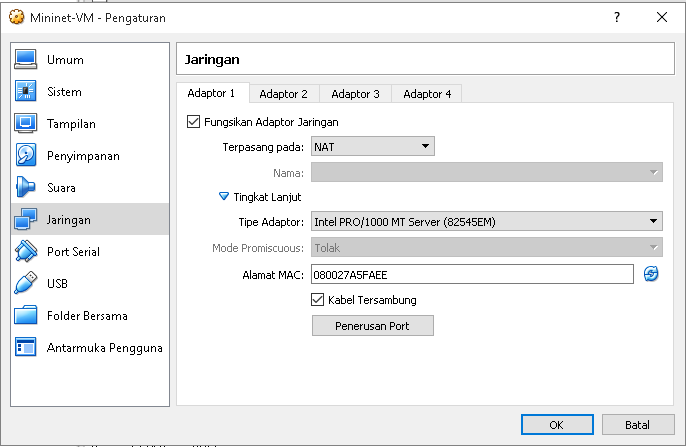 Mininet-VM - Pengaturan
Umum
Sistem
Tampilan
Penyimpanan
Suara
Jaringan
Port Serial
USB
Folder Bersama
Antarmuka Pengguna
Jaringan
Adaptor 1
Adaptor 2
Adaptor 3
Adaptor 4
Fungsikan Adaptor Jaringan
Terpasang pada: NAT
Nama:
Tingkat Lanjut
Tipe Adaptor: Intel PRO/1000 MT Server (82545EM)
Mode Promiscuous: Tolak
Alamat MAC: 080027A5FAEE
Kabel Tersambung
Penerusan Port
OK
Batal